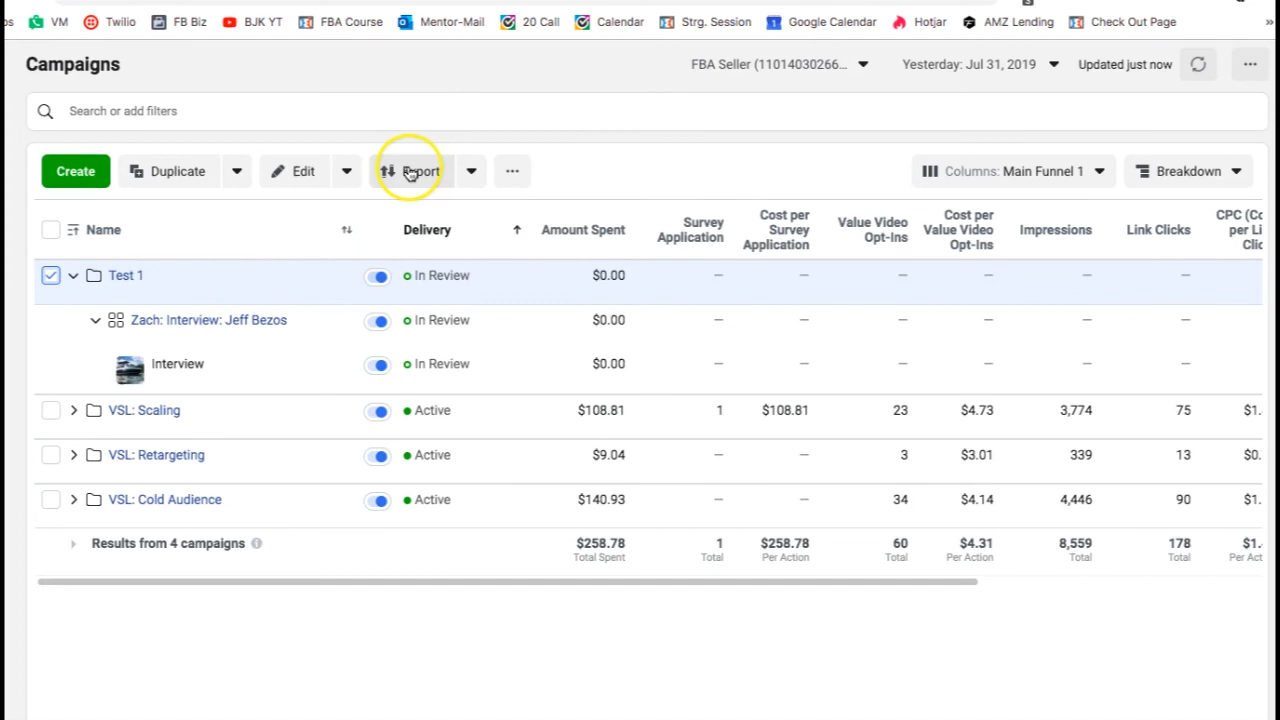 os VM Twilio FB Biz BJK YT FBA Course Mentor-Mail 20 Call Calendar Strg. Session Google Calendar Hotjar AMZ Lending Check Out Page »
Campaigns FBA Seller (11014030266... Yesterday: Jul 31, 2019 Updated just now ...
Search or add filters
Create Duplicate Edit Export ... Columns: Main Funnel 1 Breakdown
Name Delivery Amount Spent Survey Application Cost per Survey Application Value Video Opt-Ins Cost per Value Video Opt-Ins Impressions Link Clicks CPC (Co per Li Clic
Test 1 In Review $0.00 — — — — — —
Zach: Interview: Jeff Bezos In Review $0.00 — — — — — —
Interview In Review $0.00 — — — — — —
VSL: Scaling Active $108.81 1 $108.81 23 $4.73 3,774 75 $1.
VSL: Retargeting Active $9.04 — — 3 $3.01 339 13 $0.
VSL: Cold Audience Active $140.93 — — 34 $4.14 4,446 90 $1.
Results from 4 campaigns $258.78 1 $258.78 60 $4.31 8,559 178 $1.
Total Spent Total Per Action Total Per Action Total Total Per Act